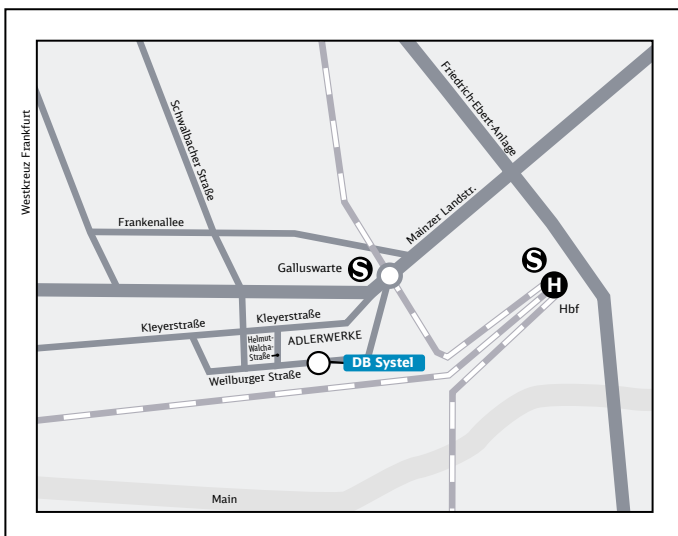 Westkreuz Frankfurt
Schwalbacher Straße
Friedrich-Ebert-Anlage
Mainzer Landstr.
Frankenallee
Galluswarte
S
S
H
Hbf
Kleyerstraße
Kleyerstraße
Helmut-
Walcha-
Straße
ADLERWERKE
DB Systel
Weilburger Straße
Main